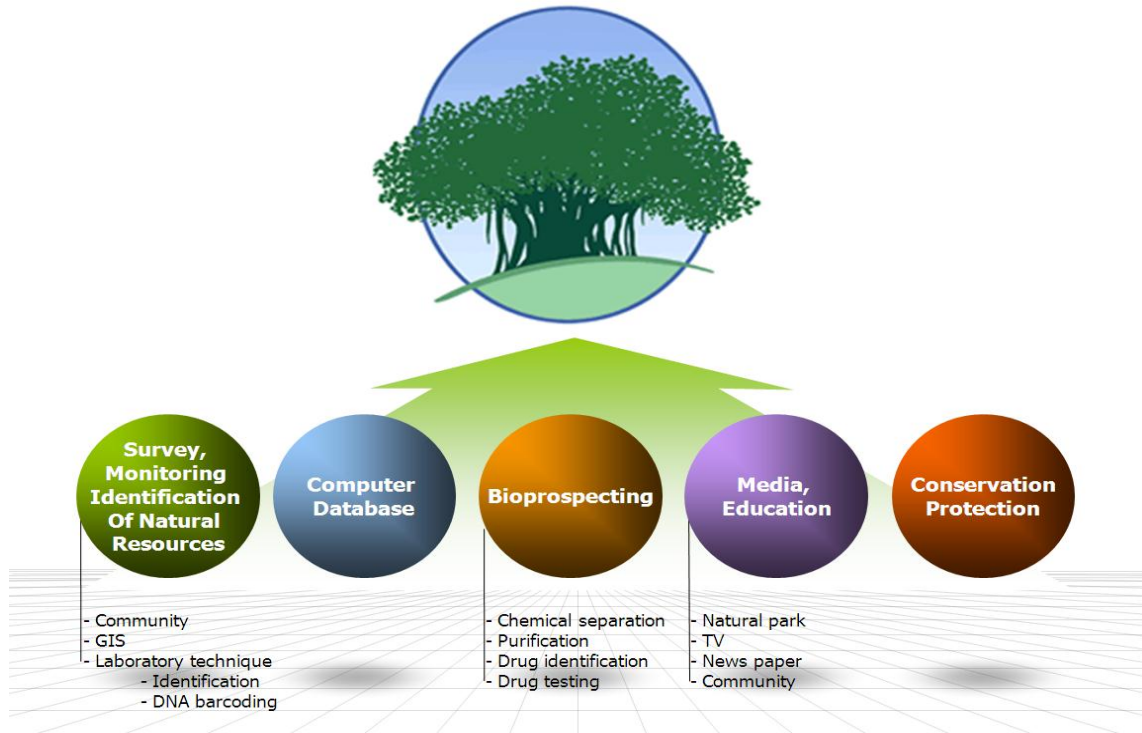 Survey,
Monitoring
Identification
Of Natural
Resources
Computer
Database
Bioprospecting
Media,
Education
Conservation
Protection
- Community
- GIS
- Laboratory technique
- Identification
- DNA barcoding
- Chemical separation
- Purification
- Drug identification
- Drug testing
- Natural park
- TV
- News paper
- Community